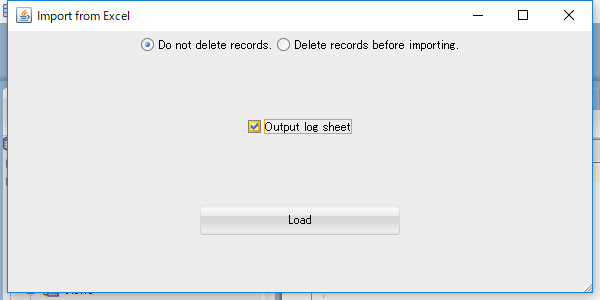 Import from Excel
Do not delete records. Delete records before importing.
Output log sheet
Load